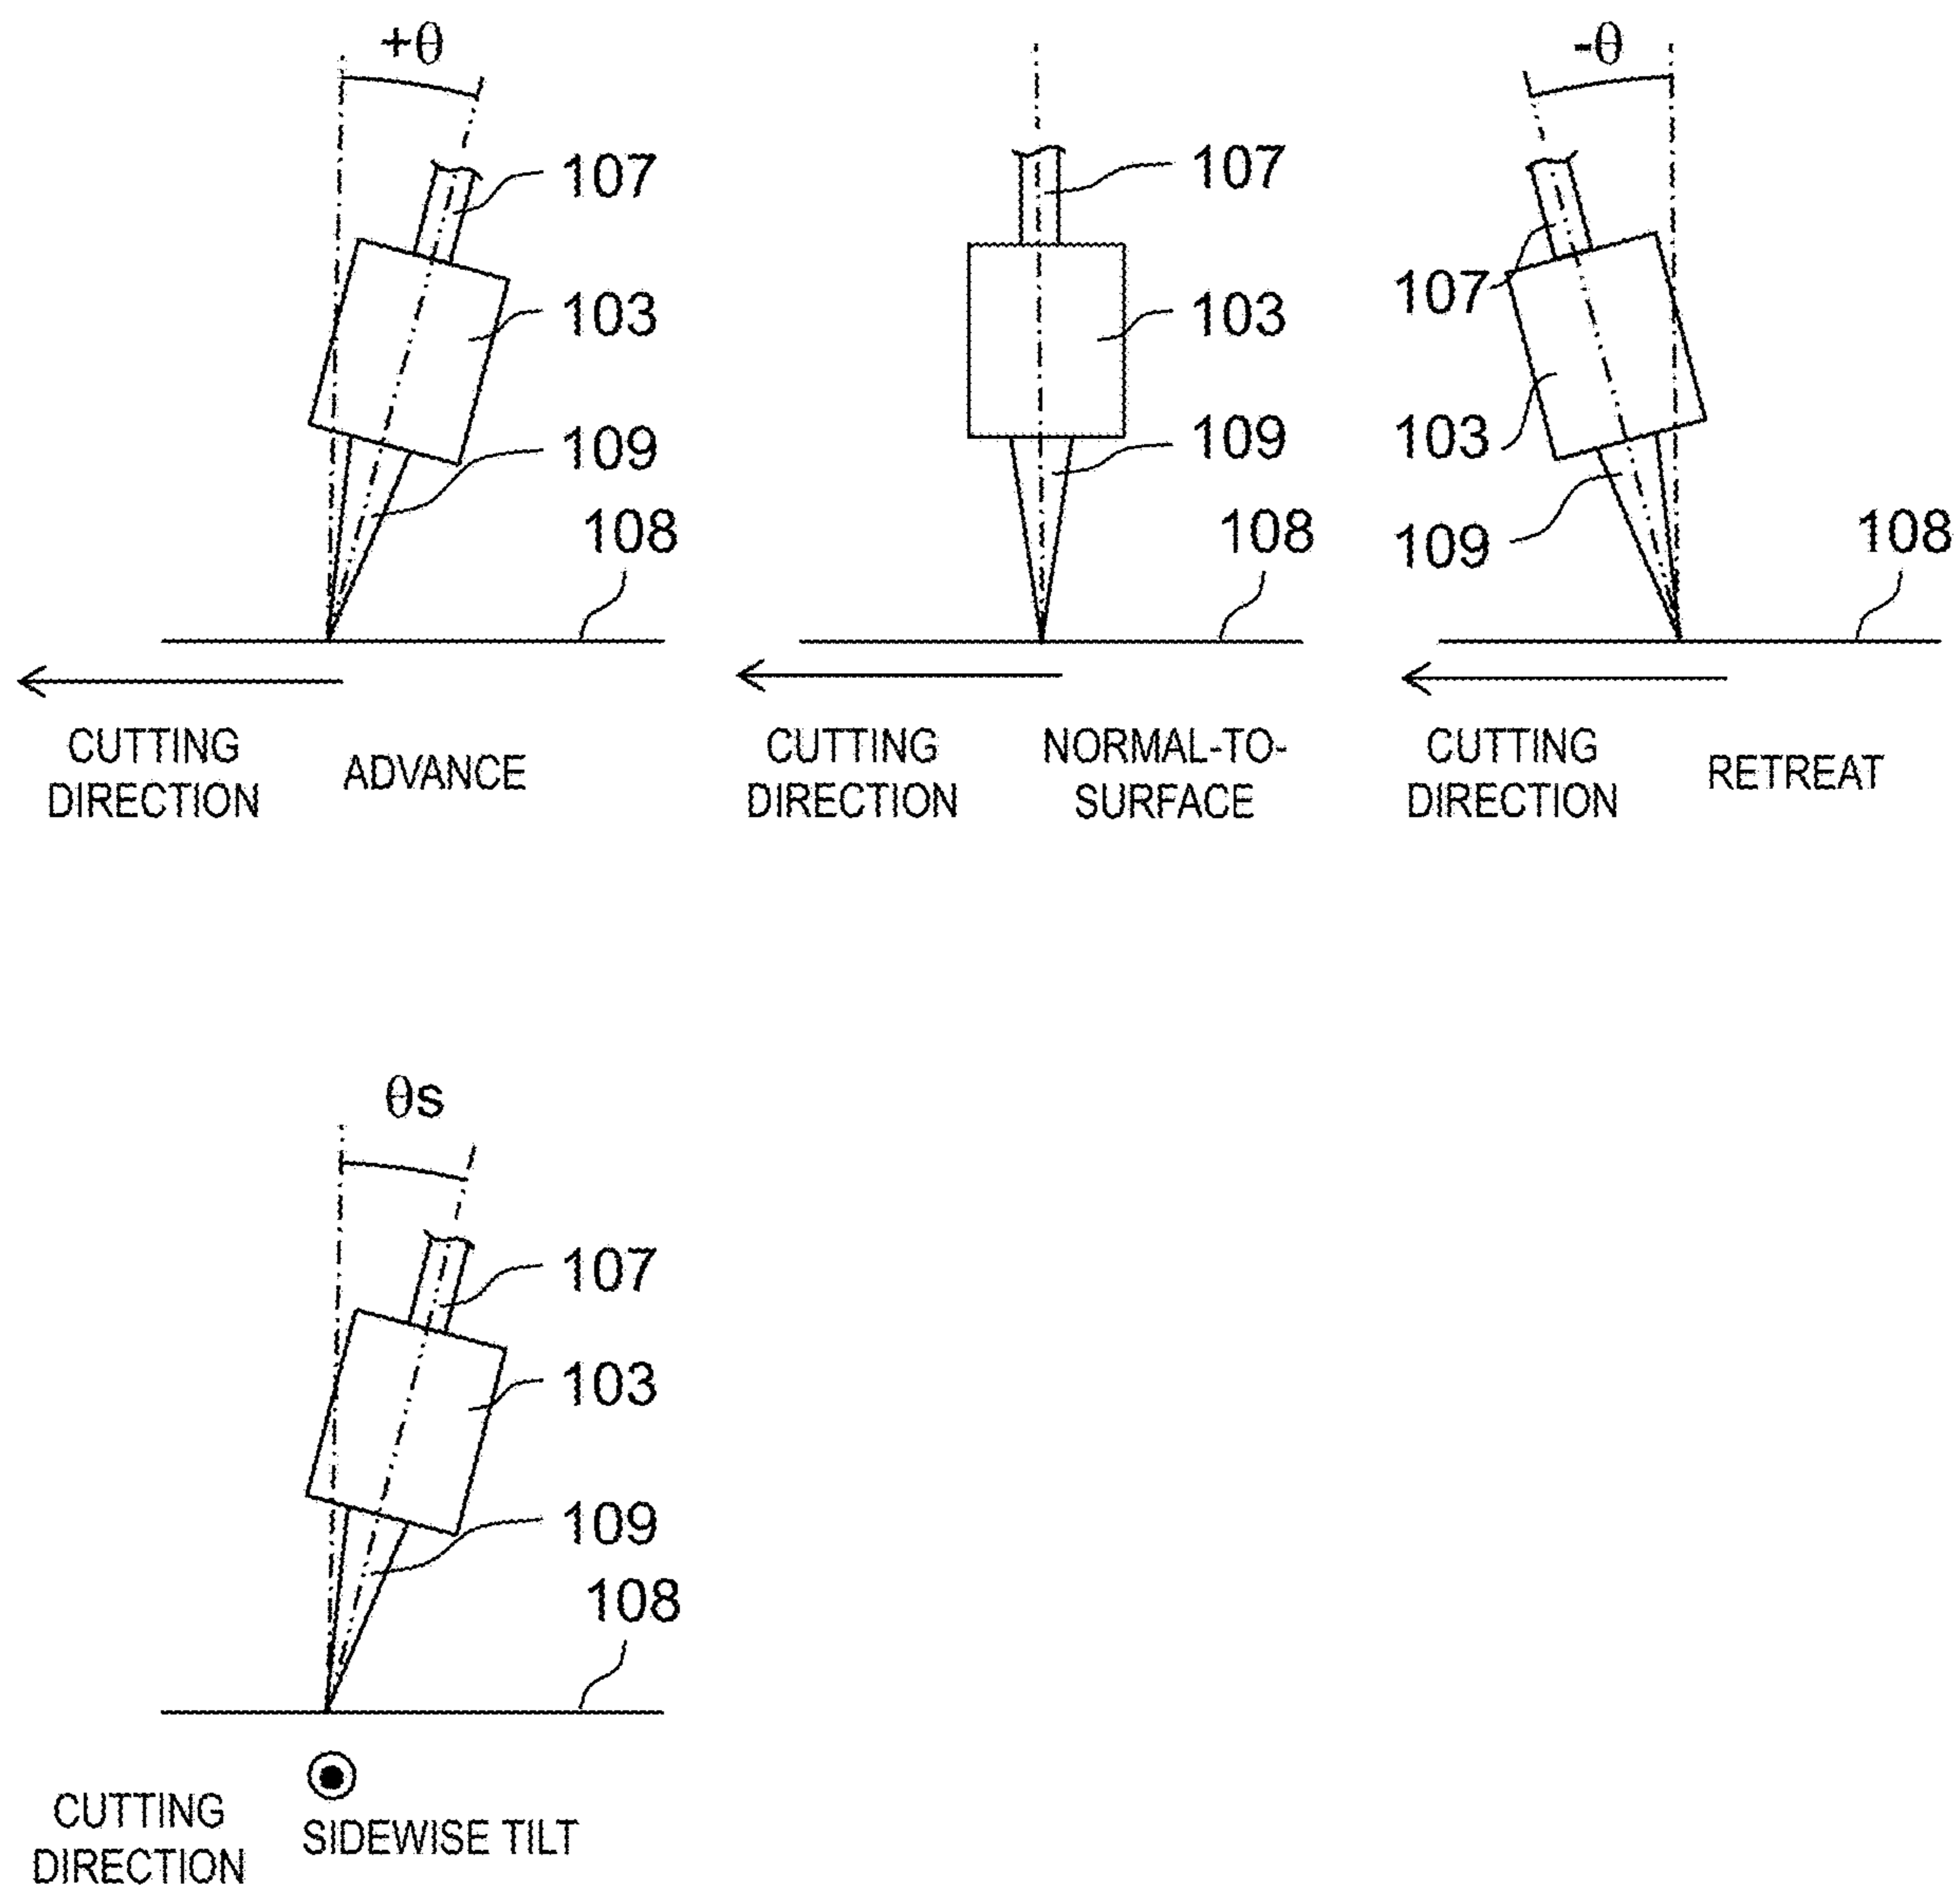 +θ
107
103
109
108
CUTTING
DIRECTION
ADVANCE
107
103
109
108
CUTTING
DIRECTION
NORMAL-TO-
SURFACE
-θ
107
103
109
108
CUTTING
DIRECTION
RETREAT
θs
107
103
109
108
CUTTING
DIRECTION
SIDEWISE TILT